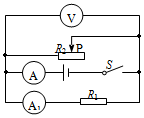 V
R₂ P
A S
A₁ R₁